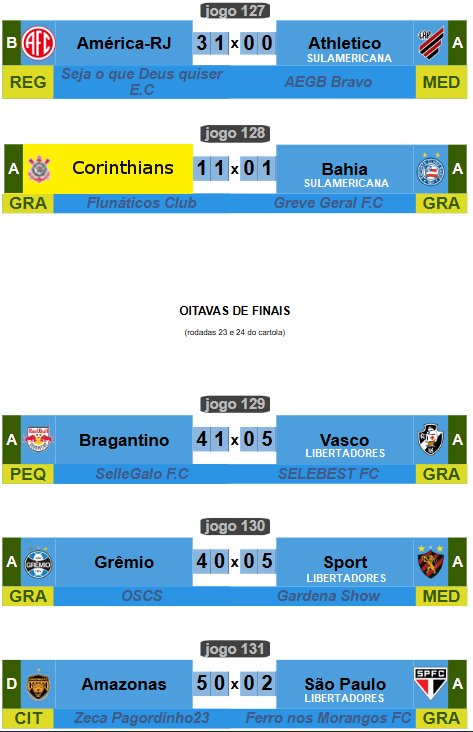 jogo 127
B América-RJ 3 1 x 0 0 Athletico A
SULAMERICANA
REG Seja o que Deus quiser E.C AEGB Bravo MED
jogo 128
A Corinthians 1 1 x 0 1 Bahia A
SULAMERICANA
GRA Flunáticos Club Greve Geral F.C GRA
OITAVAS DE FINAIS
(rodadas 23 e 24 do cartola)
jogo 129
A Bragantino 4 1 x 0 5 Vasco A
LIBERTADORES
PEQ SelleGalo F.C SELEBEST FC GRA
jogo 130
A Grêmio 4 0 x 0 5 Sport A
LIBERTADORES
GRA OSCS Gardena Show MED
jogo 131
D Amazonas 5 0 x 0 2 São Paulo A
LIBERTADORES
CIT Zeca Pagordinho23 Ferro nos Morangos FC GRA